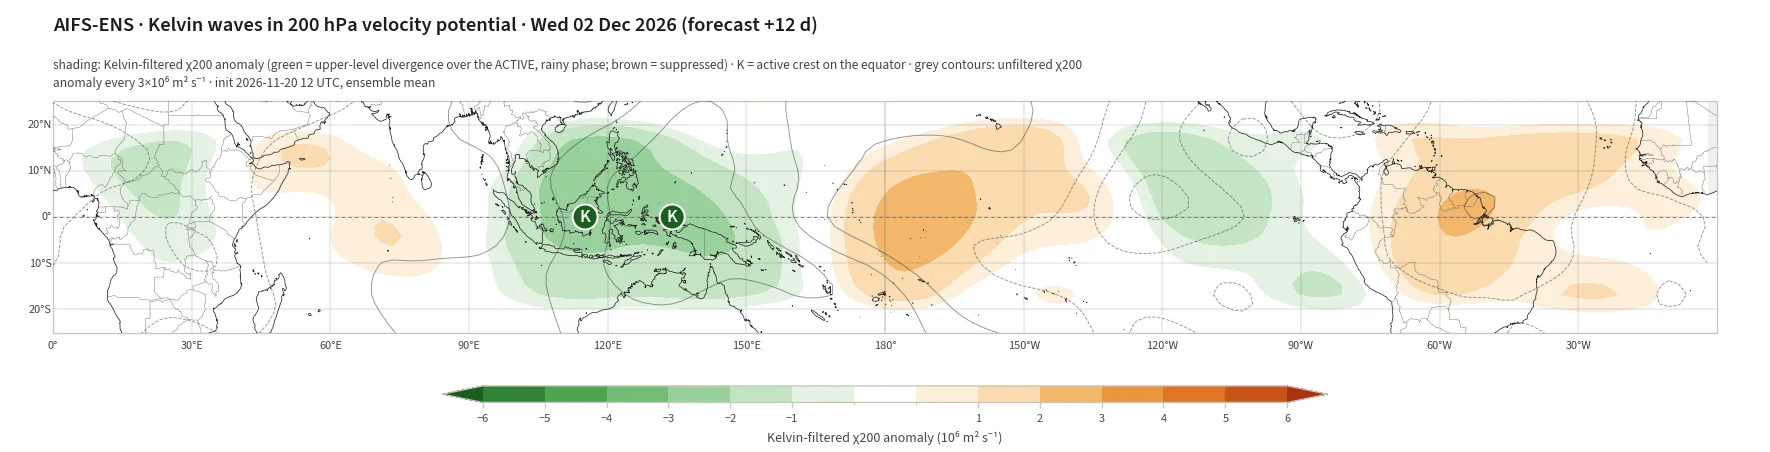 AIFS-ENS · Kelvin waves in 200 hPa velocity potential · Wed 02 Dec 2026 (forecast +12 d)
shading: Kelvin-filtered χ200 anomaly (green = upper-level divergence over the ACTIVE, rainy phase; brown = suppressed) · K = active crest on the equator · grey contours: unfiltered χ200
anomaly every 3×10⁶ m² s⁻¹ · init 2026-11-20 12 UTC, ensemble mean
20°N
10°N
0°
10°S
20°S
K K
0° 30°E 60°E 90°E 120°E 150°E 180° 150°W 120°W 90°W 60°W 30°W
−6 −5 −4 −3 −2 −1 1 2 3 4 5 6
Kelvin-filtered χ200 anomaly (10⁶ m² s⁻¹)